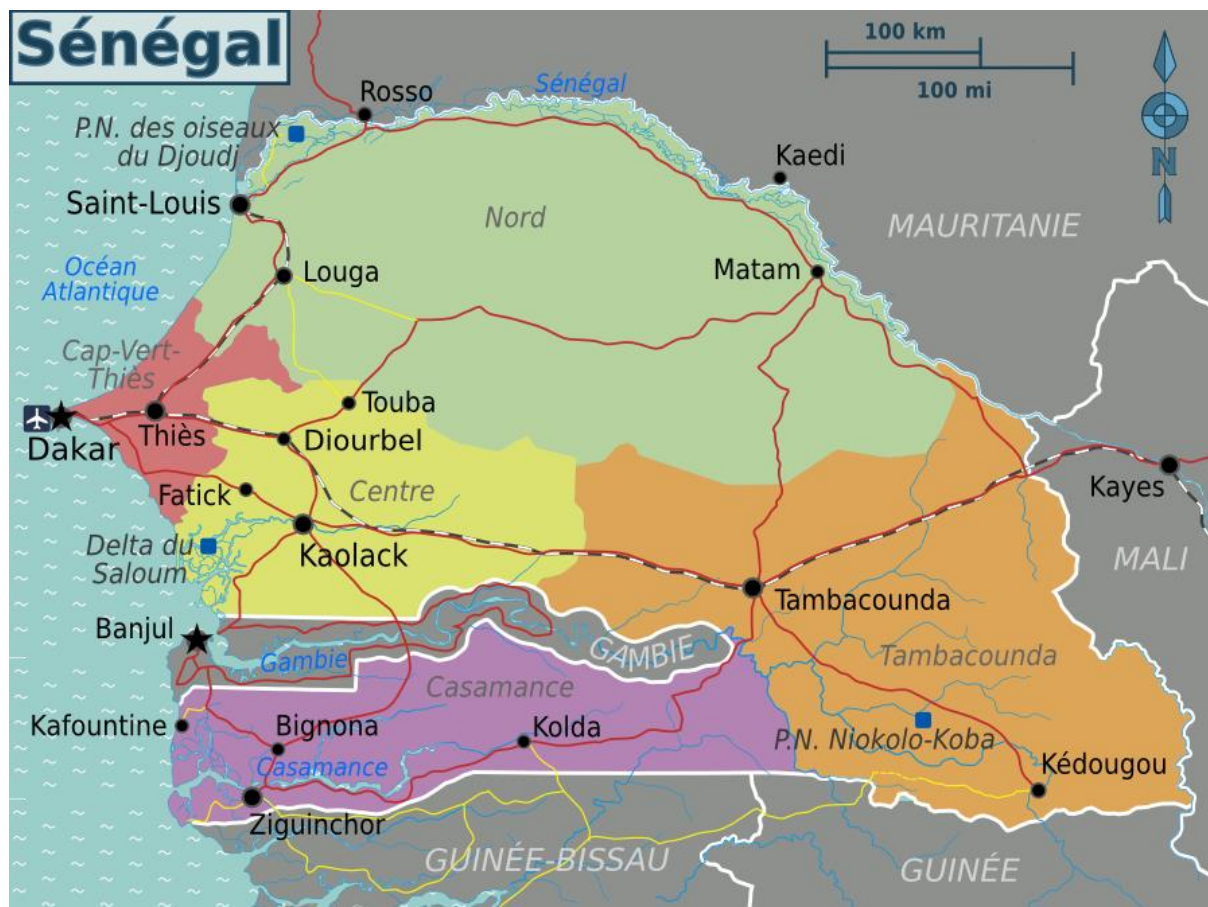 Sénégal
100 km
100 mi
Rosso
Sénégal
P.N. des oiseaux
du Djoudj
Kaedi
N
Saint-Louis
Nord
MAURITANIE
Océan
Atlantique
Louga
Matam
Cap-Vert-
Thiès
Touba
Dakar
Thiès
Diourbel
Fatick
Centre
Kayes
Delta du
Saloum
Kaolack
MALI
Tambacounda
Banjul
Gambie
GAMBIE
Tambacounda
Casamance
Kafountine
Bignona
Kolda
P.N. Niokolo-Koba
Casamance
Kédougou
Ziguinchor
GUINÉE-BISSAU
GUINÉE